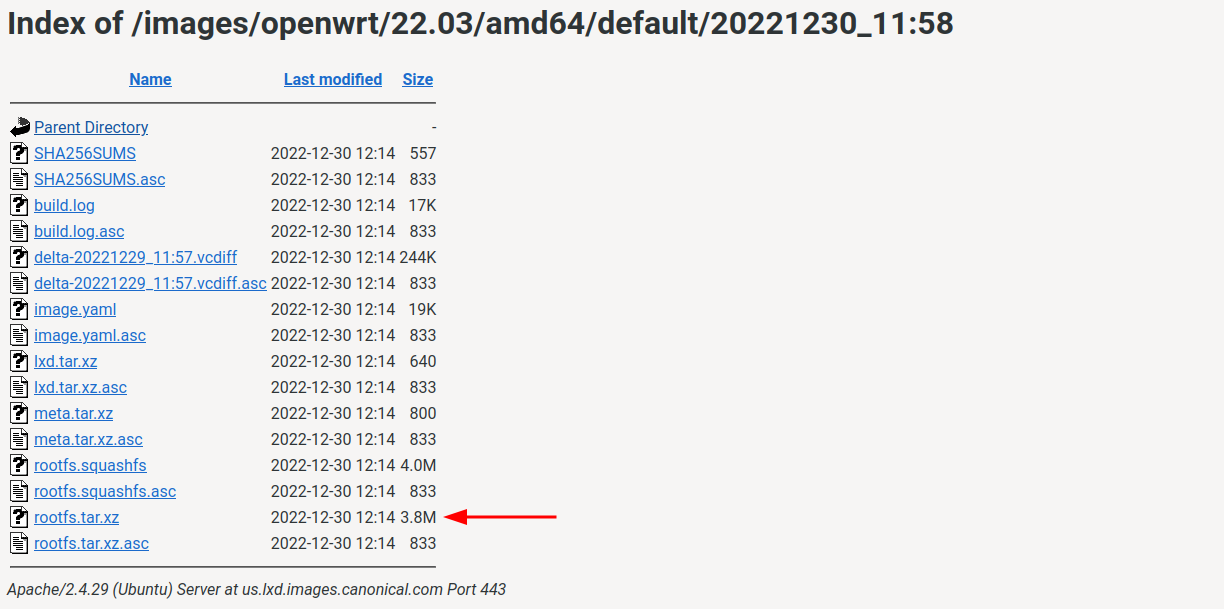 Index of /images/openwrt/22.03/amd64/default/20221230_11:58
Name Last modified Size
Parent Directory -
SHA256SUMS 2022-12-30 12:14 557
SHA256SUMS.asc 2022-12-30 12:14 833
build.log 2022-12-30 12:14 17K
build.log.asc 2022-12-30 12:14 833
delta-20221229_11:57.vcdiff 2022-12-30 12:14 244K
delta-20221229_11:57.vcdiff.asc 2022-12-30 12:14 833
image.yaml 2022-12-30 12:14 19K
image.yaml.asc 2022-12-30 12:14 833
lxd.tar.xz 2022-12-30 12:14 640
lxd.tar.xz.asc 2022-12-30 12:14 833
meta.tar.xz 2022-12-30 12:14 800
meta.tar.xz.asc 2022-12-30 12:14 833
rootfs.squashfs 2022-12-30 12:14 4.0M
rootfs.squashfs.asc 2022-12-30 12:14 833
rootfs.tar.xz 2022-12-30 12:14 3.8M
rootfs.tar.xz.asc 2022-12-30 12:14 833
Apache/2.4.29 (Ubuntu) Server at us.lxd.images.canonical.com Port 443